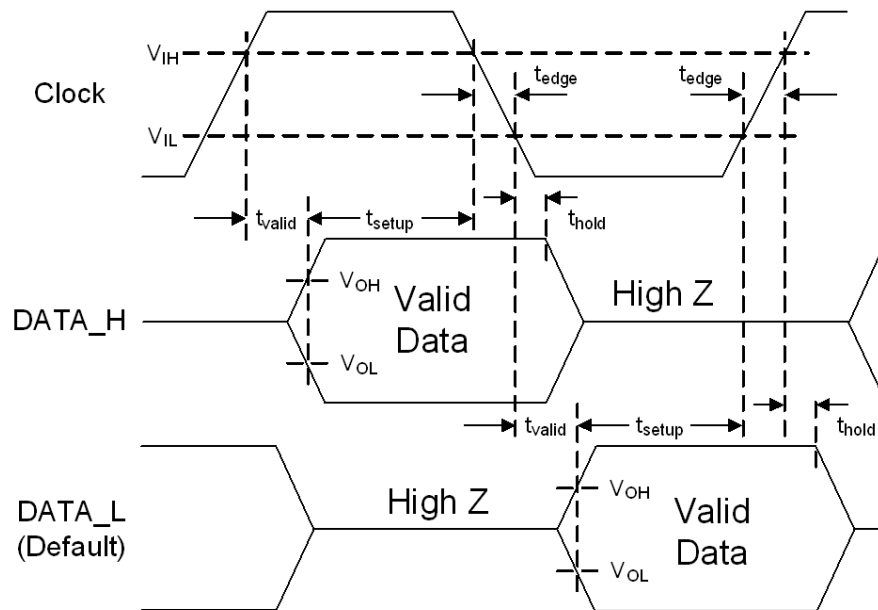 V_IH
t_edge
t_edge
Clock
V_IL
t_valid
t_setup
t_hold
V_OH
Valid
Data
High Z
DATA_H
V_OL
t_valid
t_setup
t_hold
DATA_L
(Default)
High Z
V_OH
Valid
Data
V_OL